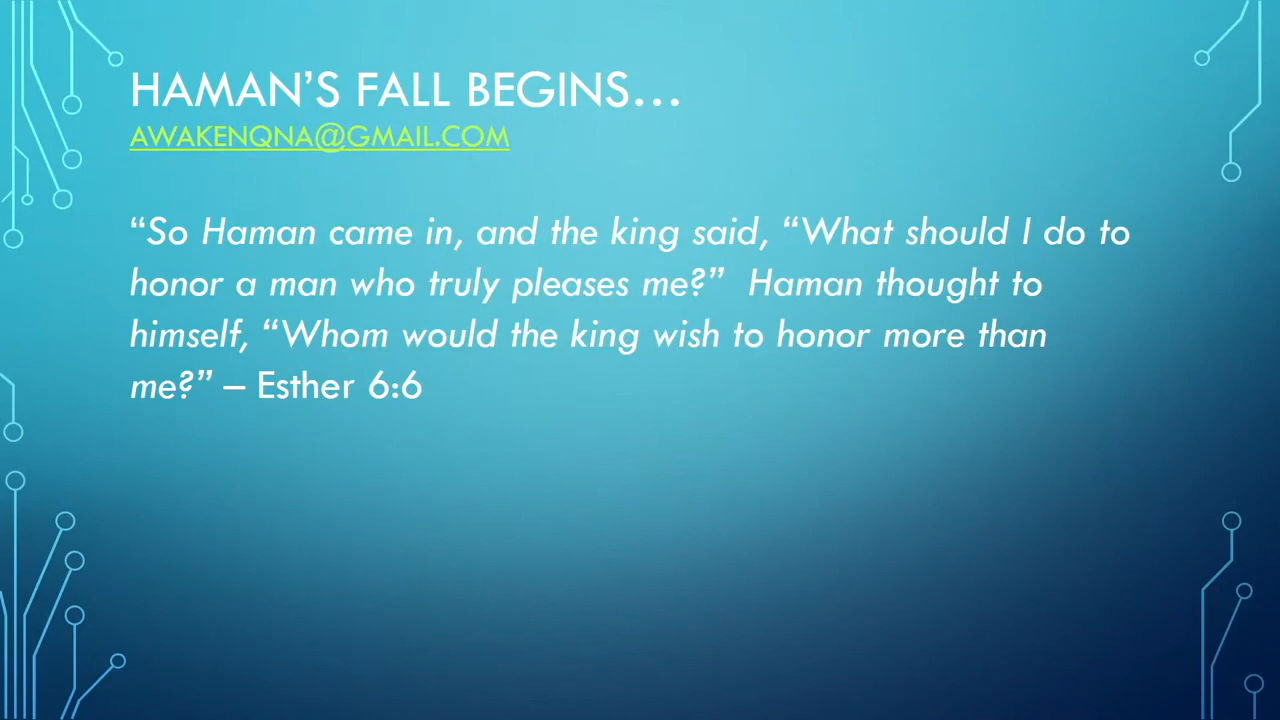 HAMAN’S FALL BEGINS…
AWAKENQNA@GMAIL.COM
“So Haman came in, and the king said, “What should I do to
honor a man who truly pleases me?”  Haman thought to
himself, “Whom would the king wish to honor more than
me?” – Esther 6:6